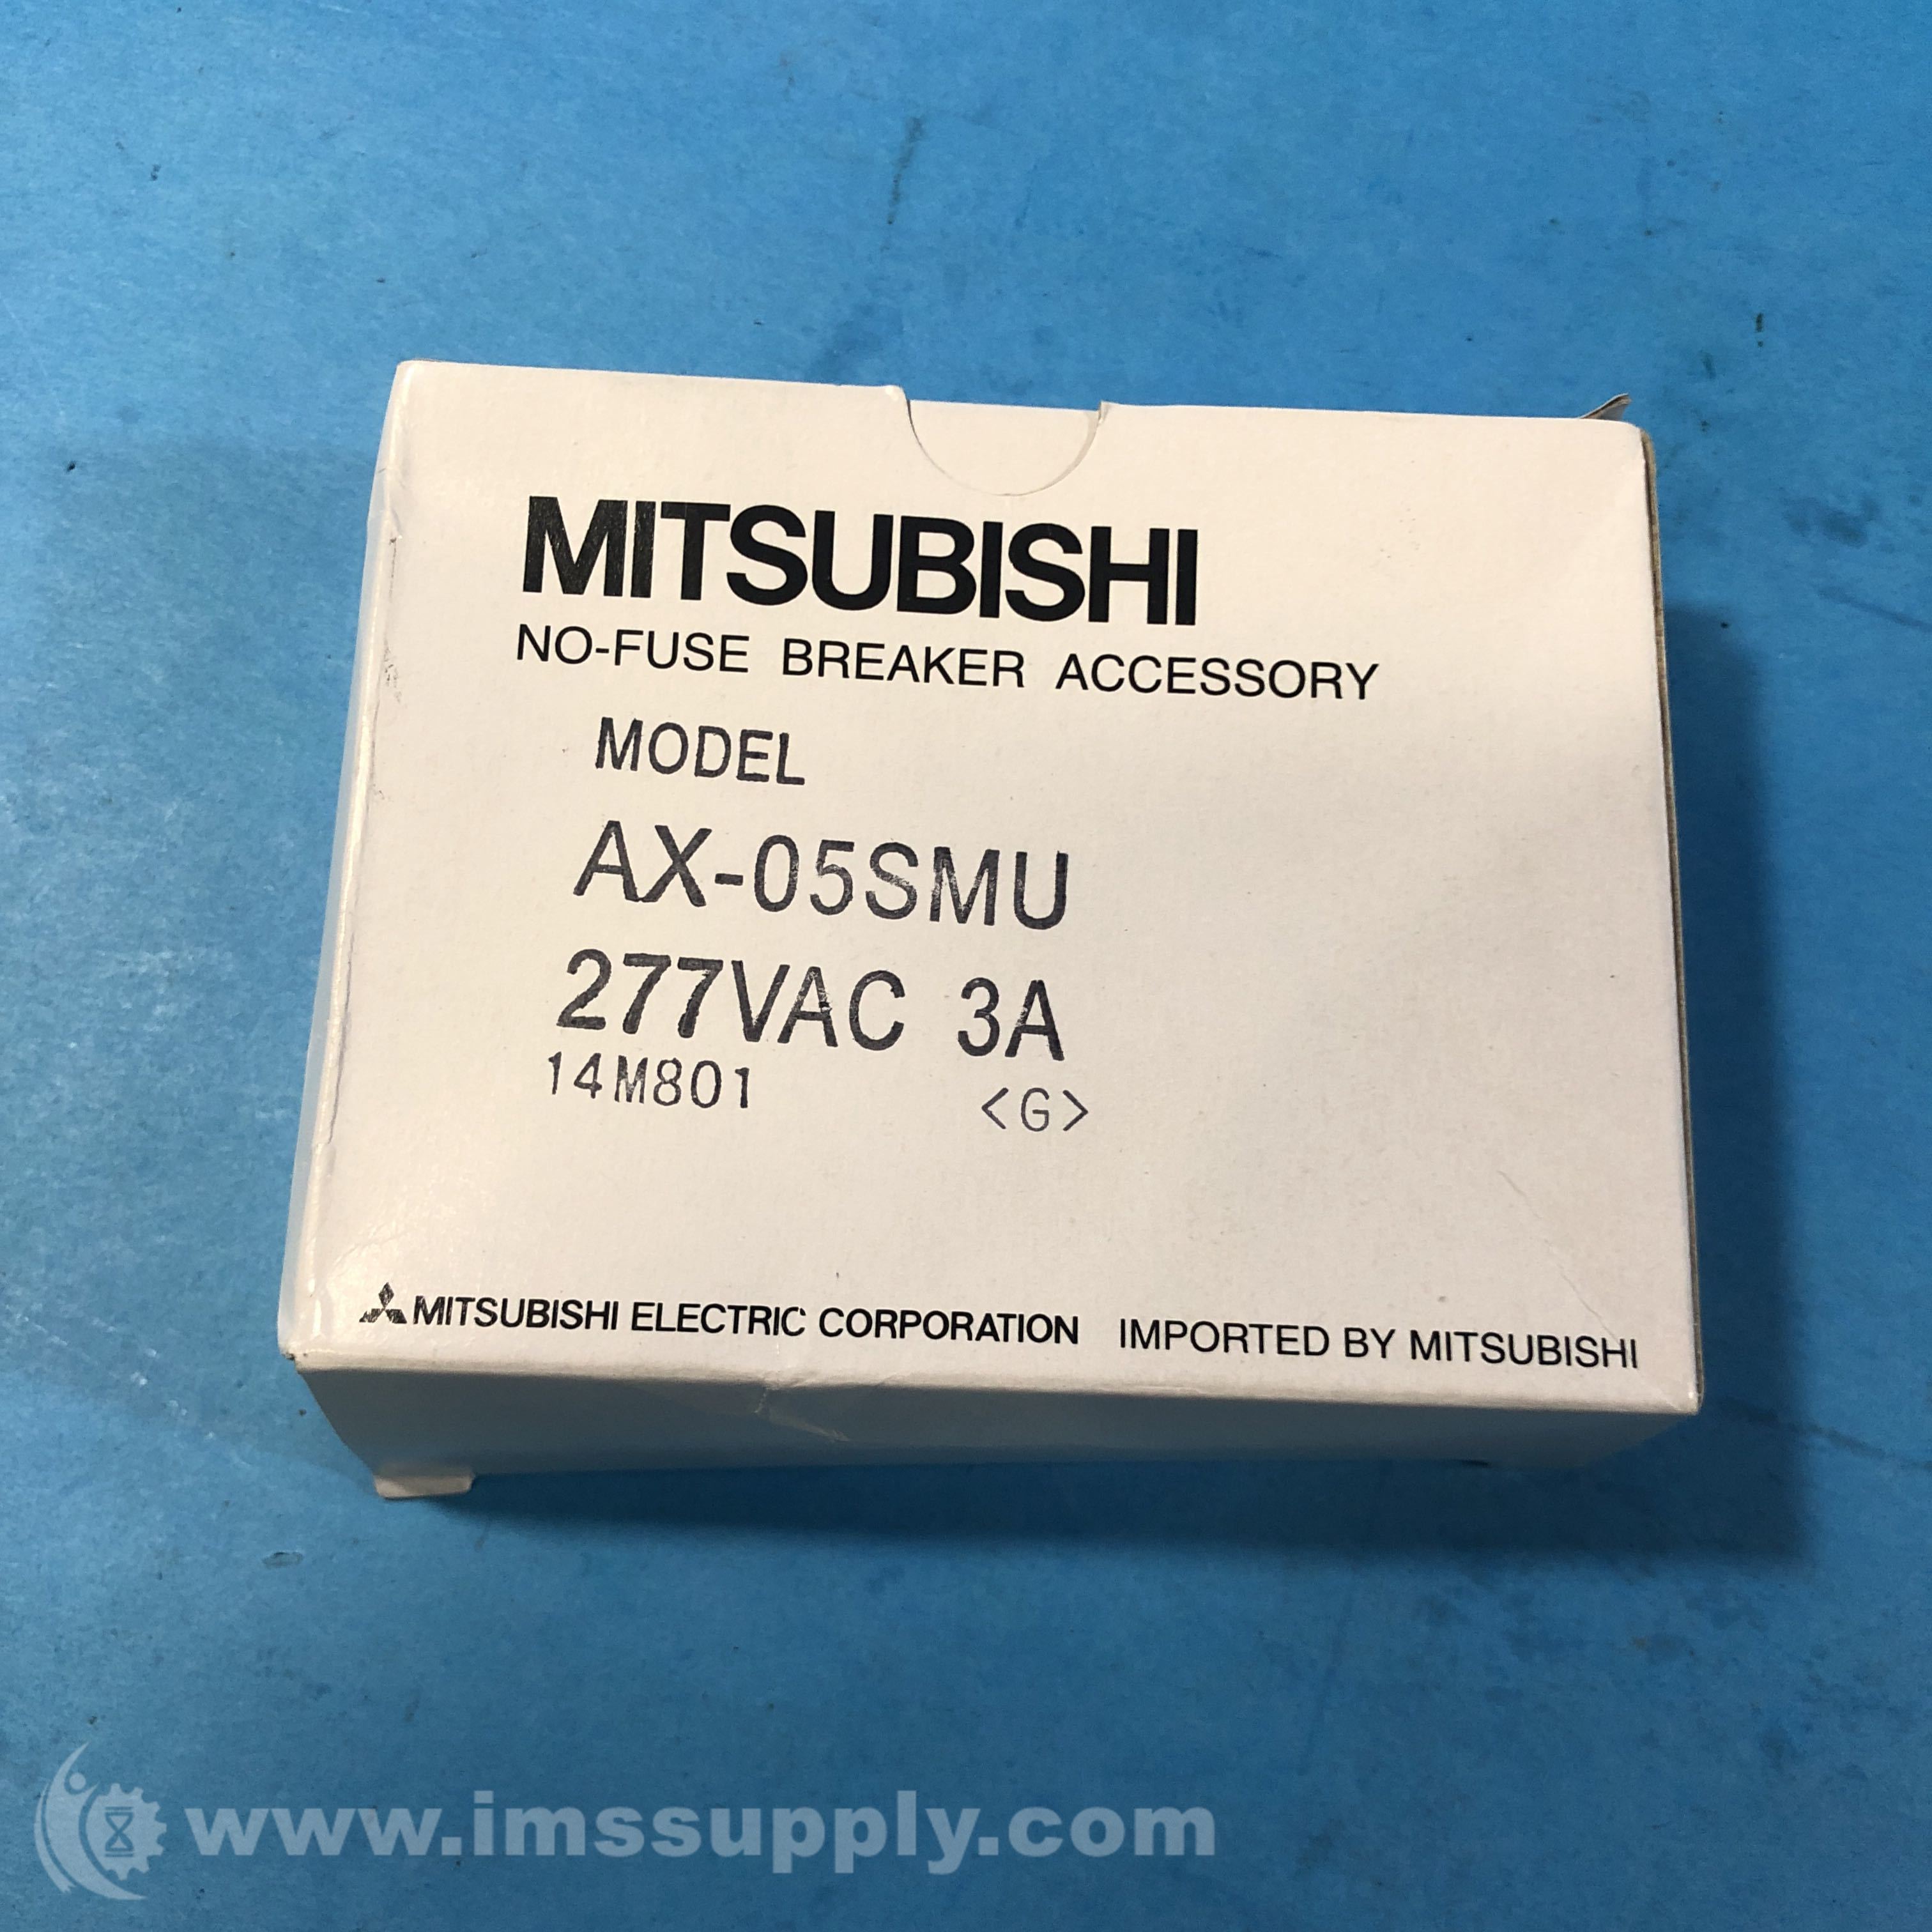 MITSUBISHI
NO-FUSE BREAKER ACCESSORY
MODEL
AX-05SMU
277VAC 3A
14M801 <G>
MITSUBISHI ELECTRIC CORPORATION IMPORTED BY MITSUBISHI
www.imssupply.com